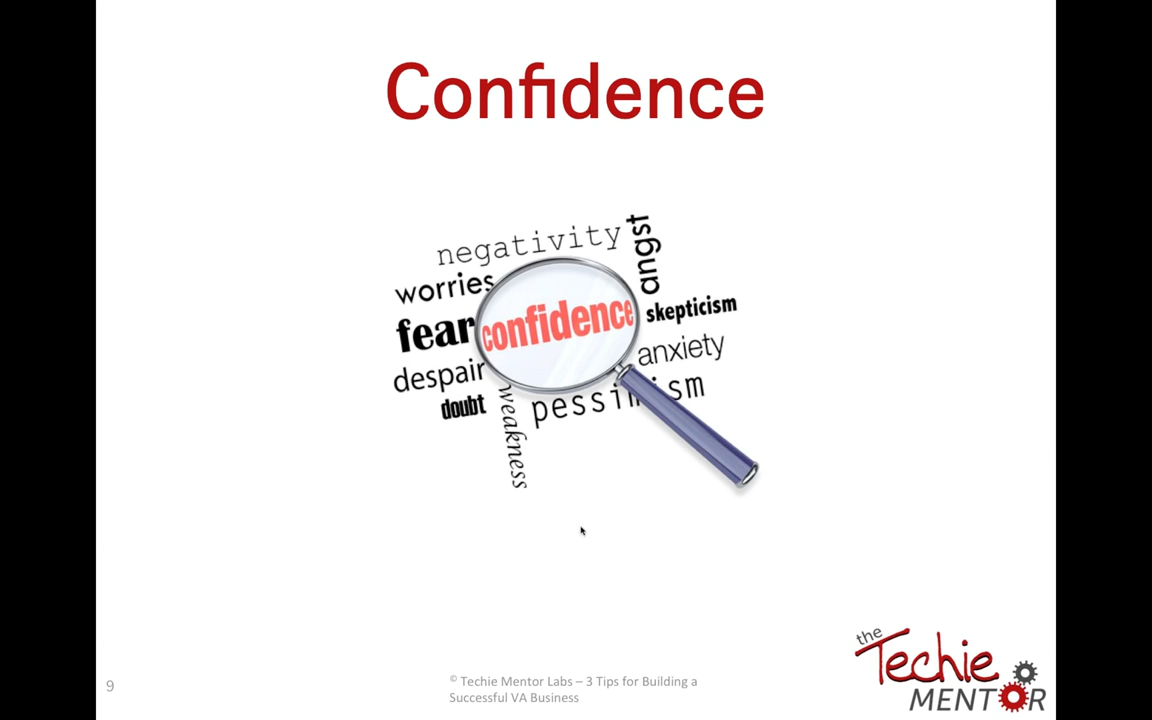 Confidence
negativity
angst
worries
confidence
skepticism
fear
anxiety
despair
pessimism
doubt
weakness
9
© Techie Mentor Labs – 3 Tips for Building a
Successful VA Business
the
Techie
MENTOR